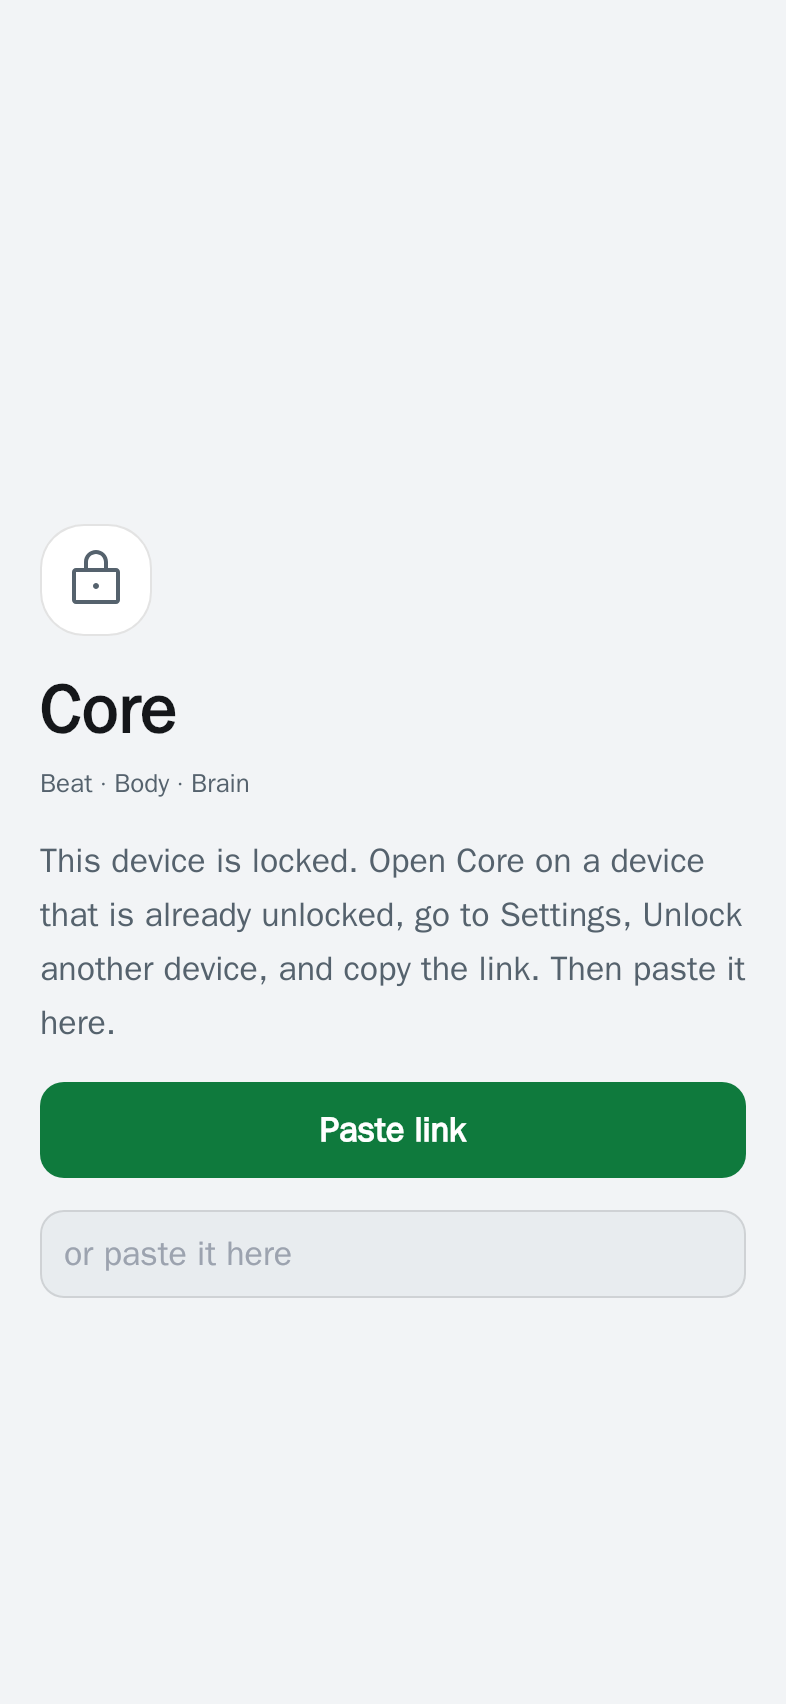 Core
Beat · Body · Brain
This device is locked. Open Core on a device
that is already unlocked, go to Settings, Unlock
another device, and copy the link. Then paste it
here.
Paste link
or paste it here